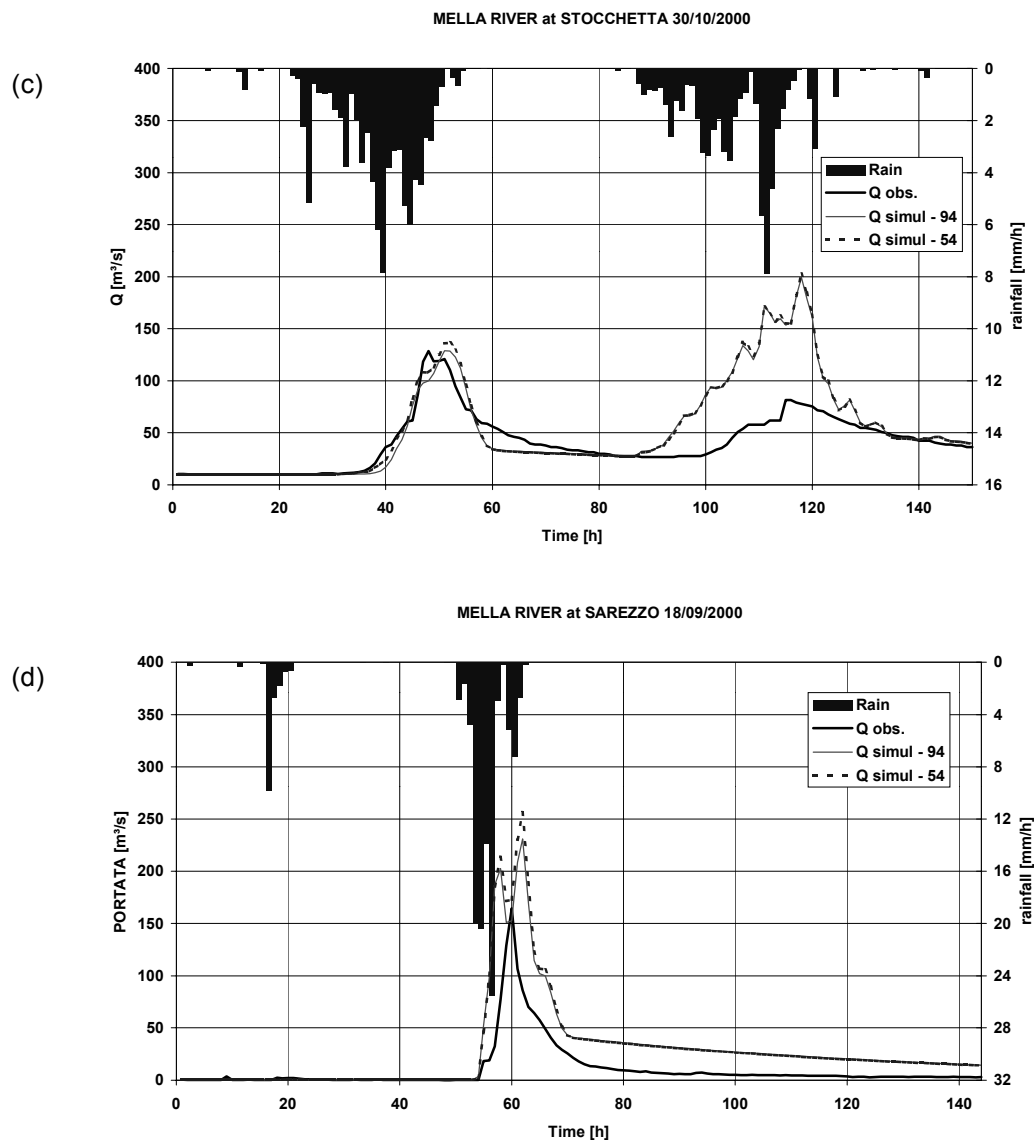 MELLA RIVER at STOCCHETTA 30/10/2000
(c)
400
350
300
250
200
150
100
50
0
Q [m³/s]
0
2
4
6
8
10
12
14
16
rainfall [mm/h]
Rain
Q obs.
Q simul - 94
Q simul - 54
0 20 40 60 80 100 120 140
Time [h]
MELLA RIVER at SAREZZO 18/09/2000
(d)
400
350
300
250
200
150
100
50
0
PORTATA [m³/s]
0
4
8
12
16
20
24
28
32
rainfall [mm/h]
Rain
Q obs.
Q simul - 94
Q simul - 54
0 20 40 60 80 100 120 140
Time [h]